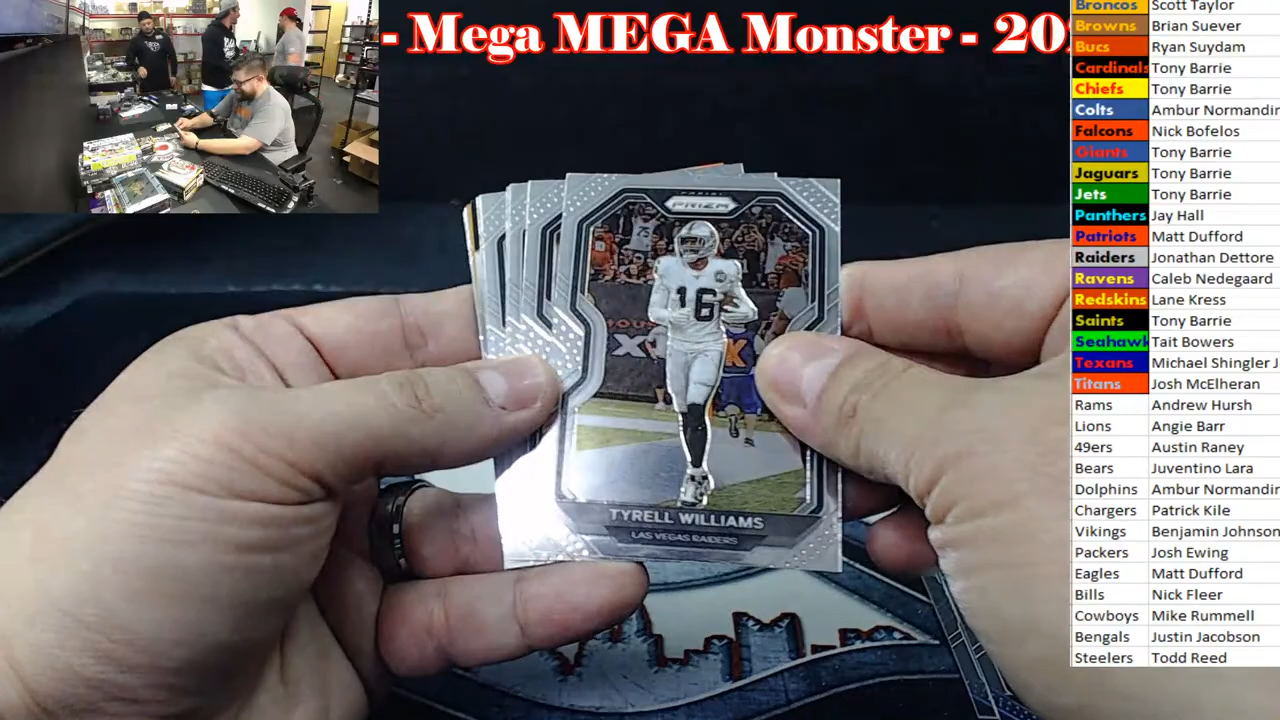 - Mega MEGA Monster - 202
Broncos Scott Taylor
Browns Brian Suever
Bucs Ryan Suydam
Cardinals Tony Barrie
Chiefs Tony Barrie
Colts Ambur Normandin
Falcons Nick Bofelos
Giants Tony Barrie
Jaguars Tony Barrie
Jets Tony Barrie
Panthers Jay Hall
Patriots Matt Dufford
Raiders Jonathan Dettore
Ravens Caleb Nedegaard
Redskins Lane Kress
Saints Tony Barrie
Seahawk Tait Bowers
Texans Michael Shingler J
Titans Josh McElheran
Rams Andrew Hursh
Lions Angie Barr
49ers Austin Raney
Bears Juventino Lara
Dolphins Ambur Normandin
Chargers Patrick Kile
Vikings Benjamin Johnson
Packers Josh Ewing
Eagles Matt Dufford
Bills Nick Fleer
Cowboys Mike Rummell
Bengals Justin Jacobson
Steelers Todd Reed
PANINI
PRIZM
75
16
TYRELL WILLIAMS
LAS VEGAS RAIDERS